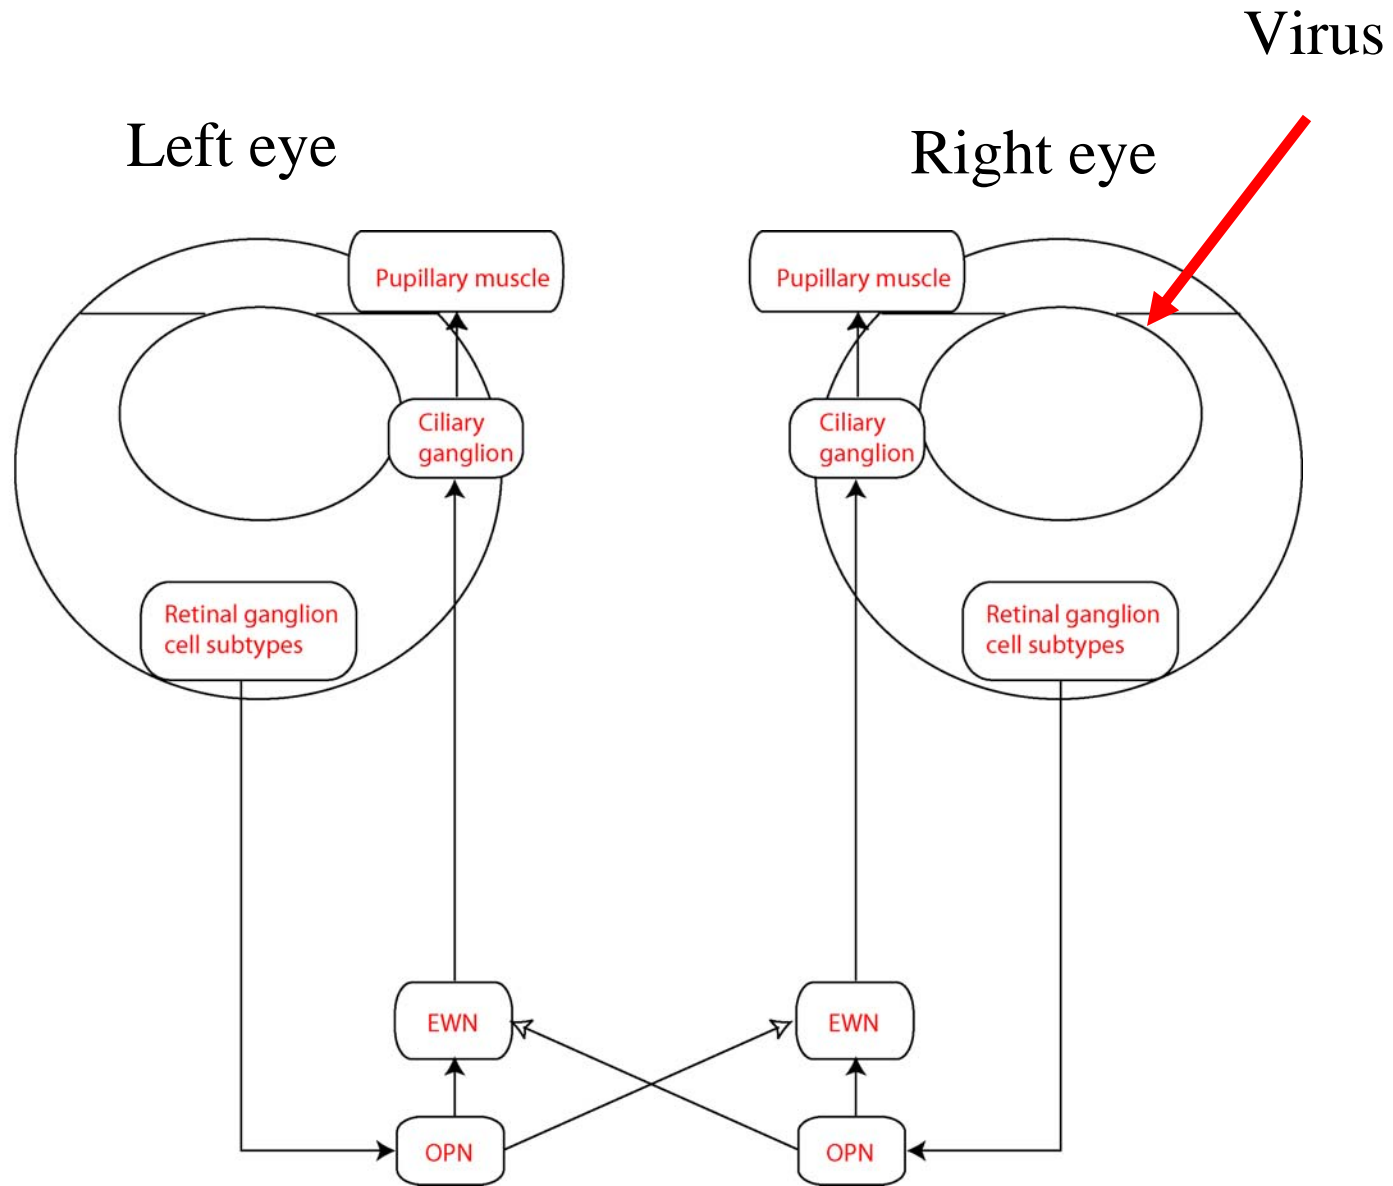 Virus
Left eye
Right eye
Pupillary muscle
Pupillary muscle
Ciliary
ganglion
Ciliary
ganglion
Retinal ganglion
cell subtypes
Retinal ganglion
cell subtypes
EWN
EWN
OPN
OPN